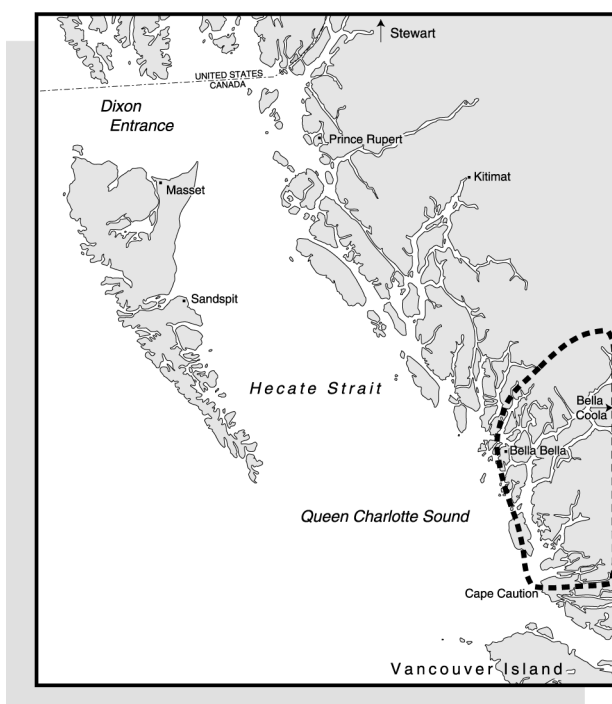 Stewart
UNITED STATES
CANADA
Dixon
Entrance
Prince Rupert
Masset
Kitimat
Sandspit
Hecate Strait
Bella
Coola
Bella Bella
Queen Charlotte Sound
Cape Caution
Vancouver Island